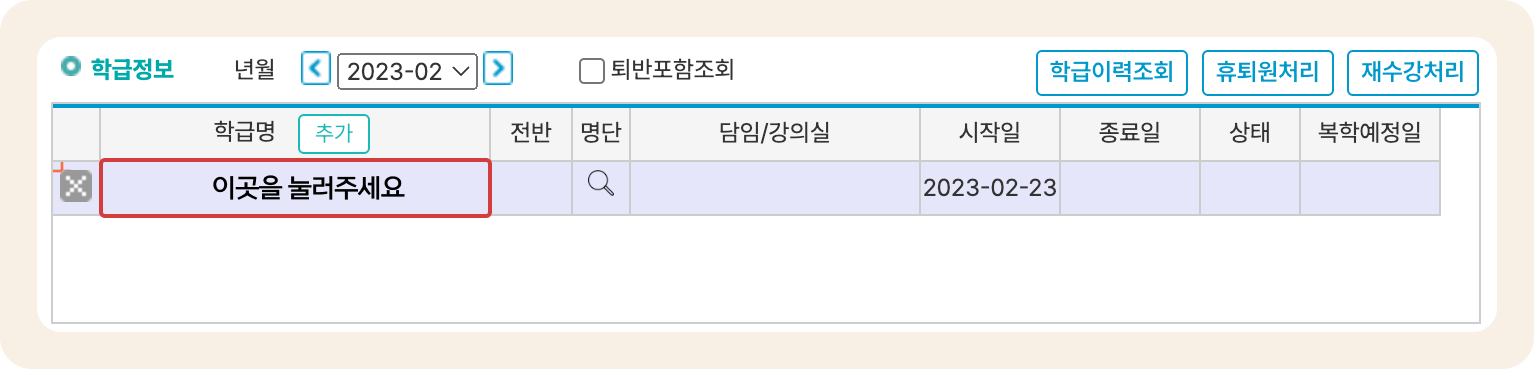 학급정보 년월 2023-02 퇴반포함조회 학급이력조회 휴퇴원처리 재수강처리
학급명 추가 전반 명단 담임/강의실 시작일 종료일 상태 복학예정일
이곳을 눌러주세요 2023-02-23